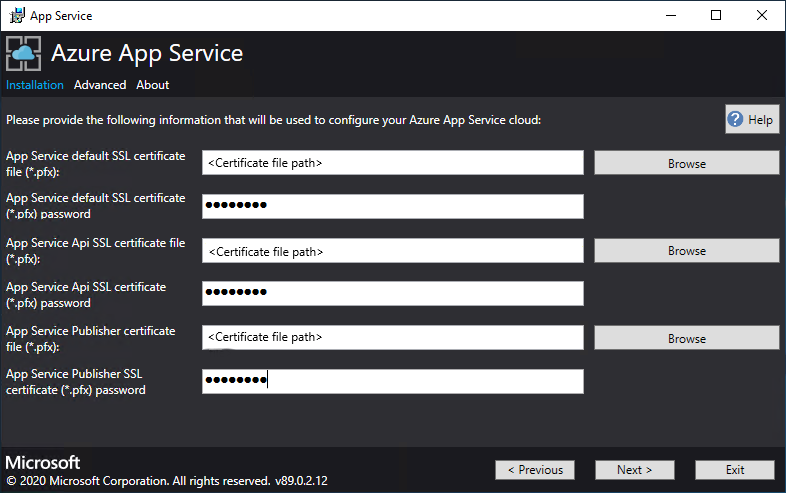 App Service
Azure App Service
Installation Advanced About
Please provide the following information that will be used to configure your Azure App Service cloud:
Help
App Service default SSL certificate
file (*.pfx):
<Certificate file path>
Browse
App Service default SSL certificate
(*.pfx) password
●●●●●●●●
App Service Api SSL certificate file
(*.pfx):
<Certificate file path>
Browse
App Service Api SSL certificate
(*.pfx) password
●●●●●●●●
App Service Publisher certificate
file (*.pfx):
<Certificate file path>
Browse
App Service Publisher SSL
certificate (*.pfx) password
●●●●●●●●
Microsoft
© 2020 Microsoft Corporation. All rights reserved. v89.0.2.12
< Previous
Next >
Exit